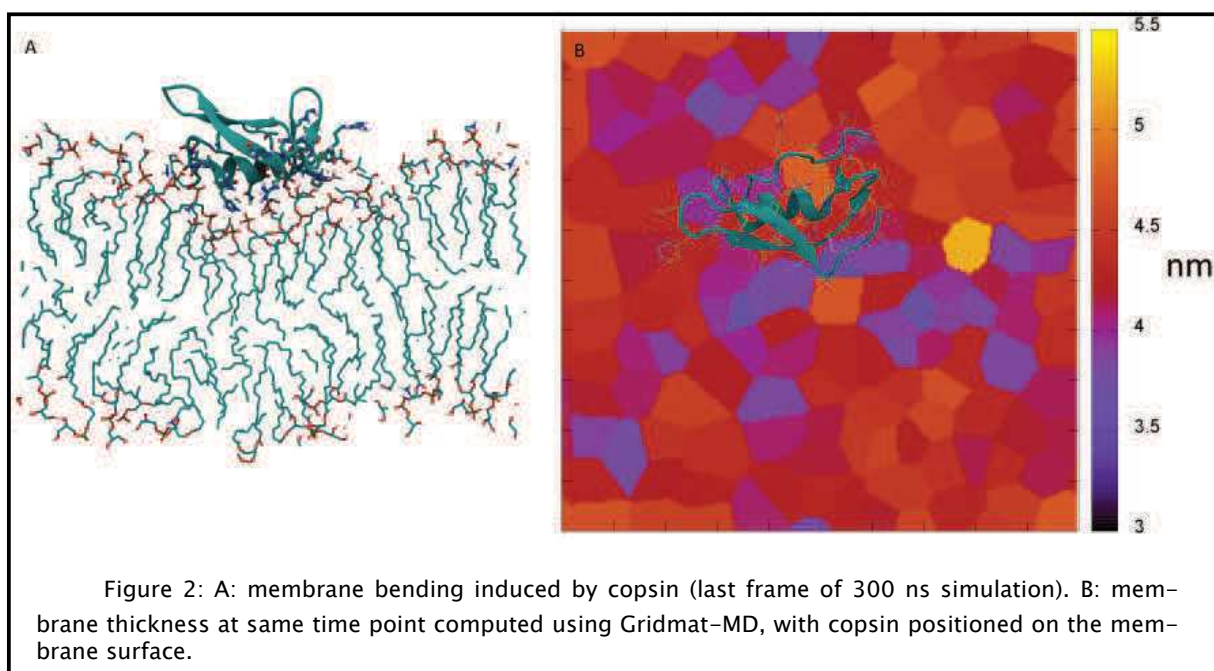 A
B
5.5
5
4.5
nm
4
3.5
3
Figure 2: A: membrane bending induced by copsin (last frame of 300 ns simulation). B: mem-
brane thickness at same time point computed using Gridmat-MD, with copsin positioned on the mem-
brane surface.